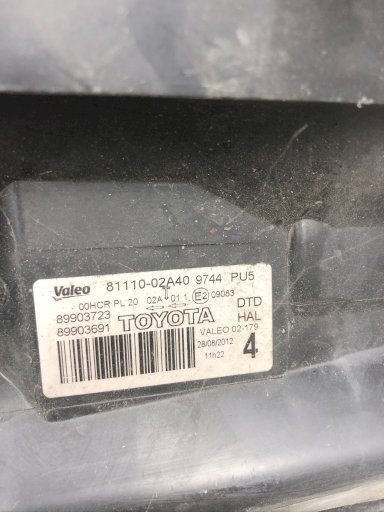 Valeo 81110-02A40 9744 PU5
00HCR PL 20 02A 01 1 E2 09083
89903723 TOYOTA DTD
89903691 HAL
VALEO 02-179
28/08/2012
11h22 4